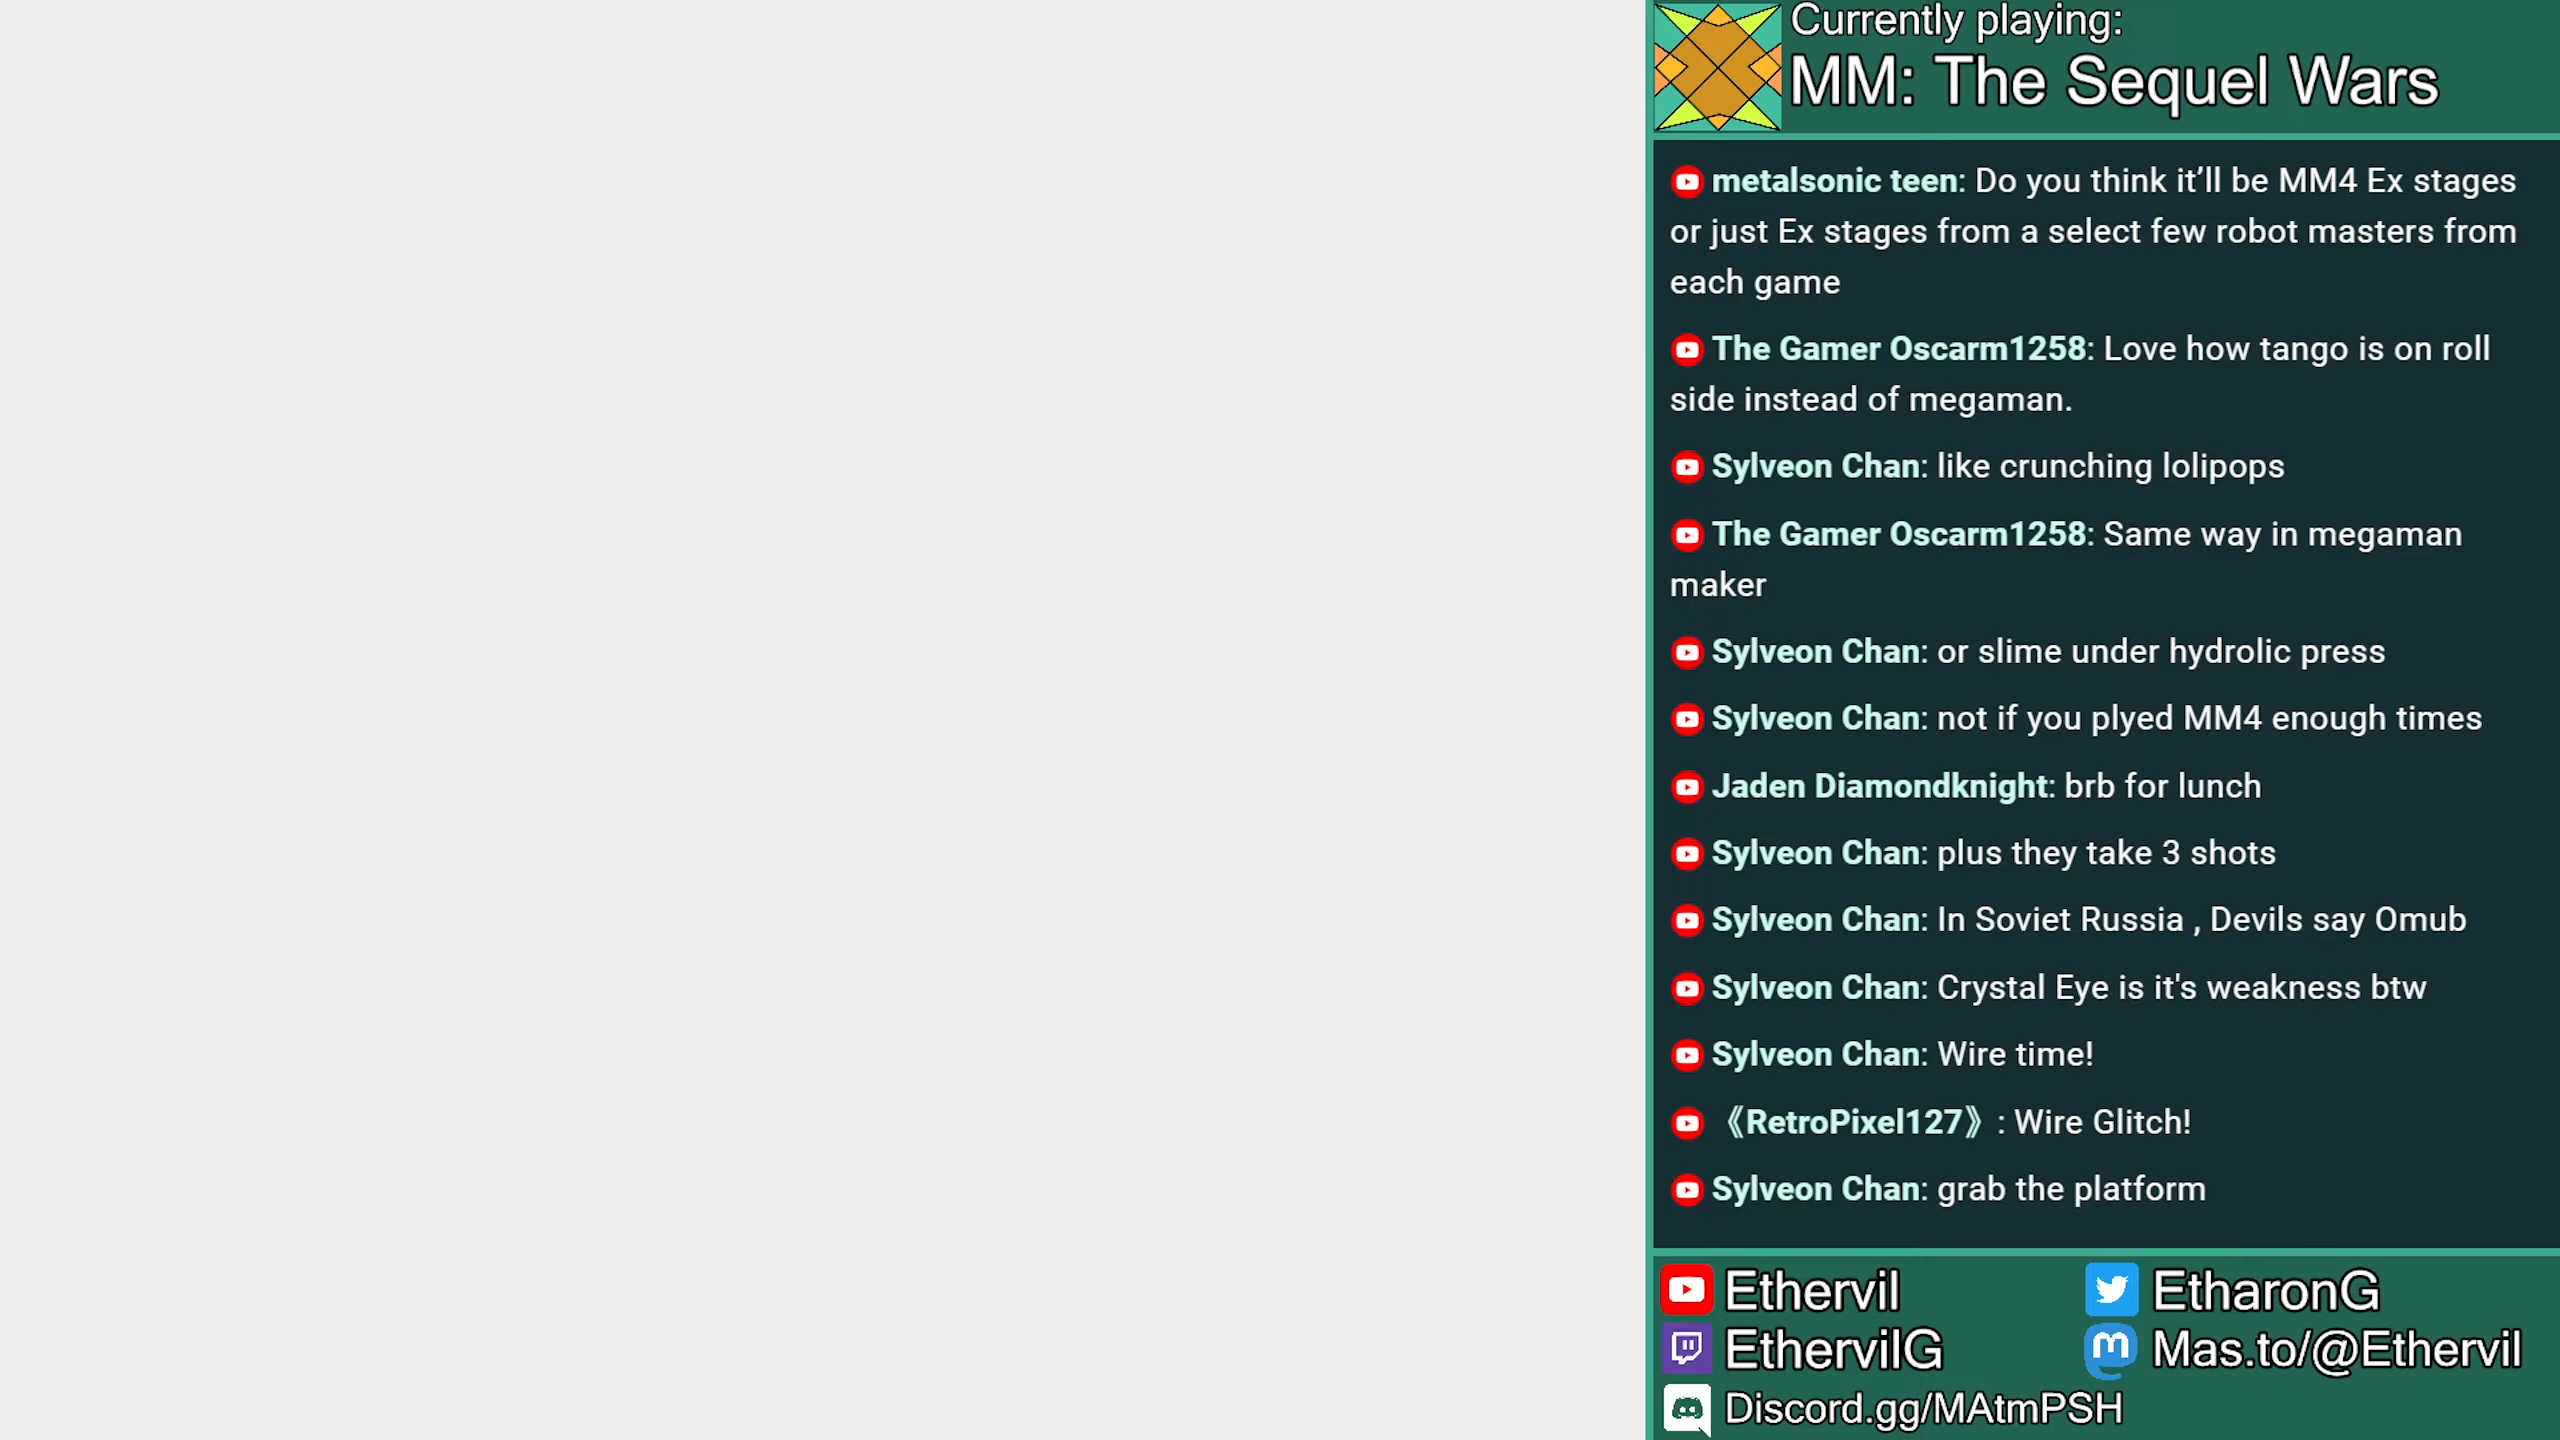 Currently playing:
MM: The Sequel Wars
metalsonic teen: Do you think it’ll be MM4 Ex stages
or just Ex stages from a select few robot masters from
each game
The Gamer Oscarm1258: Love how tango is on roll
side instead of megaman.
Sylveon Chan: like crunching lolipops
The Gamer Oscarm1258: Same way in megaman
maker
Sylveon Chan: or slime under hydrolic press
Sylveon Chan: not if you plyed MM4 enough times
Jaden Diamondknight: brb for lunch
Sylveon Chan: plus they take 3 shots
Sylveon Chan: In Soviet Russia , Devils say Omub
Sylveon Chan: Crystal Eye is it's weakness btw
Sylveon Chan: Wire time!
《RetroPixel127》: Wire Glitch!
Sylveon Chan: grab the platform
Ethervil
EtharonG
EthervilG
Mas.to/@Ethervil
Discord.gg/MAtmPSH